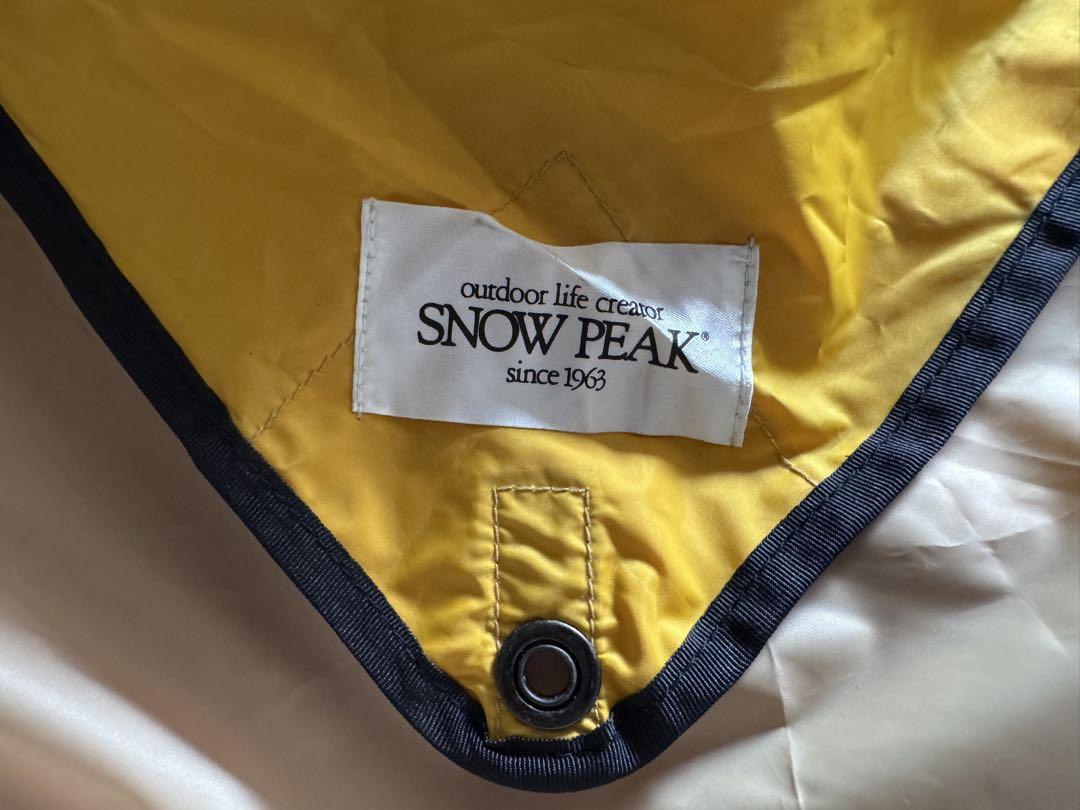 outdoor life creator
SNOW PEAK®
since 1963